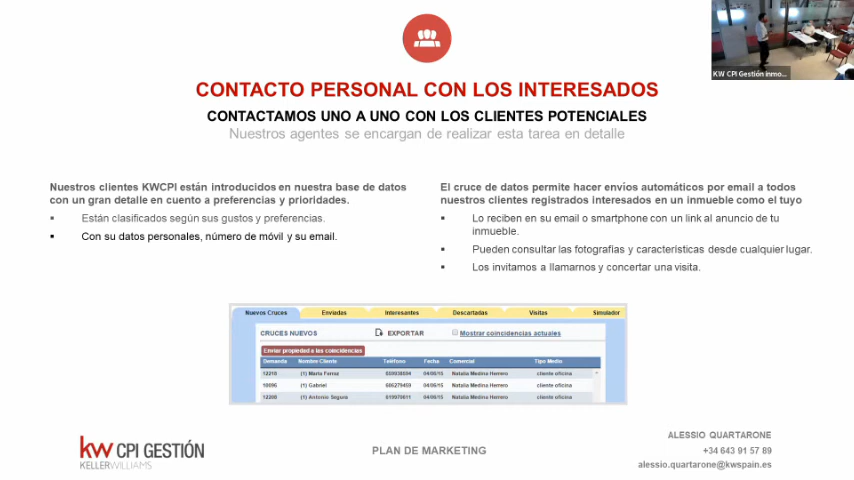 KW CPI Gestión inmo...
CONTACTO PERSONAL CON LOS INTERESADOS
CONTACTAMOS UNO A UNO CON LOS CLIENTES POTENCIALES
Nuestros agentes se encargan de realizar esta tarea en detalle
Nuestros clientes KWCPI están introducidos en nuestra base de datos
con un gran detalle en cuento a preferencias y prioridades.
▪ Están clasificados según sus gustos y preferencias.
▪ Con su datos personales, número de móvil y su email.
El cruce de datos permite hacer envíos automáticos por email a todos
nuestros clientes registrados interesados en un inmueble como el tuyo
▪ Lo reciben en su email o smartphone con un link al anuncio de tu
inmueble.
▪ Pueden consultar las fotografías y características desde cualquier lugar.
▪ Los invitamos a llamarnos y concertar una visita.
Nuevos Cruces Enviadas Interesantes Descartadas Visitas Simulador
CRUCES NUEVOS EXPORTAR Mostrar coincidencias actuales
Enviar propiedad a las coincidencias
Demanda Nombre Cliente Teléfono Fecha Comercial Tipo Medio
(1) Maria Ferraz 04/08/15 Natalia Medina Herrero cliente oficina
(1) Gabriel 04/08/15 Natalia Medina Herrero cliente oficina
(1) Antonio Segura 04/08/15 Natalia Medina Herrero cliente oficina
kw CPI GESTIÓN
KELLERWILLIAMS
PLAN DE MARKETING
ALESSIO QUARTARONE
+34 643 91 57 89
alessio.quartarone@kwspain.es